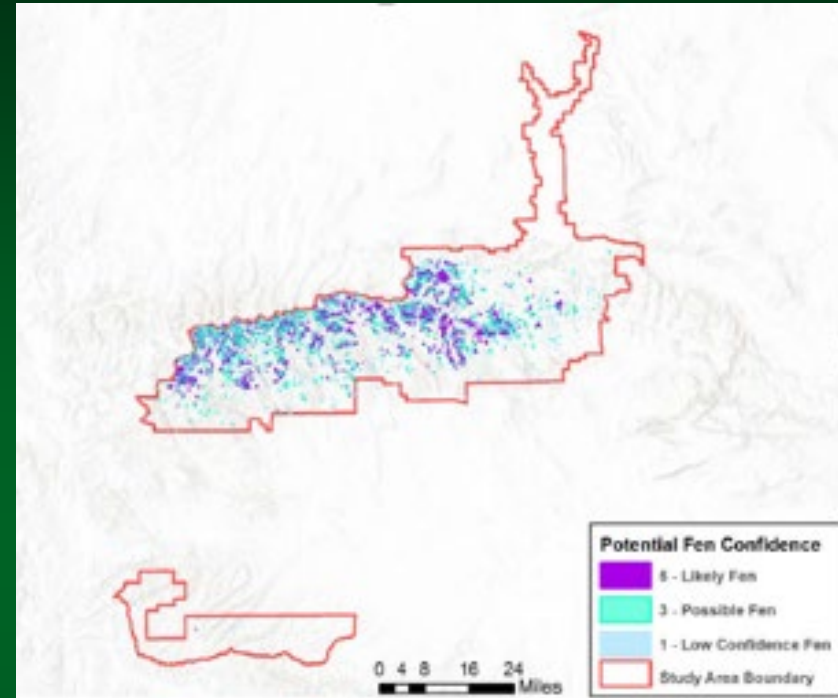 Potential Fen Confidence
5 - Likely Fen
3 - Possible Fen
1 - Low Confidence Fen
Study Area Boundary
0 4 8 16 24
Miles